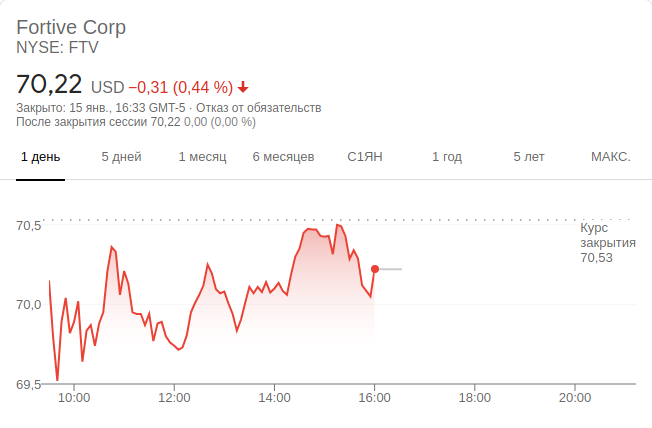 Fortive Corp
NYSE: FTV
70,22 USD −0,31 (0,44 %)
Закрыто: 15 янв., 16:33 GMT-5 · Отказ от обязательств
После закрытия сессии 70,22 0,00 (0,00 %)
1 день 5 дней 1 месяц 6 месяцев С1ЯН 1 год 5 лет МАКС.
70,5
Курс
закрытия
70,53
70,0
69,5
10:00 12:00 14:00 16:00 18:00 20:00